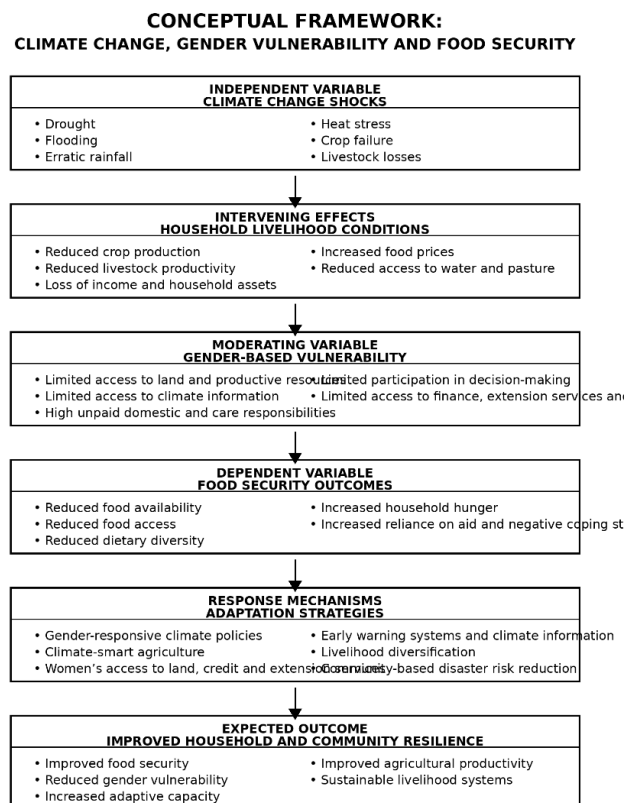 CONCEPTUAL FRAMEWORK:
CLIMATE CHANGE, GENDER VULNERABILITY AND FOOD SECURITY
INDEPENDENT VARIABLE
CLIMATE CHANGE SHOCKS
• Drought
• Flooding
• Erratic rainfall
• Heat stress
• Crop failure
• Livestock losses
INTERVENING EFFECTS
HOUSEHOLD LIVELIHOOD CONDITIONS
• Reduced crop production
• Reduced livestock productivity
• Loss of income and household assets
• Increased food prices
• Reduced access to water and pasture
MODERATING VARIABLE
GENDER-BASED VULNERABILITY
• Limited access to land and productive resources
• Limited access to climate information
• High unpaid domestic and care responsibilities
• Limited participation in decision-making
• Limited access to finance, extension services and
DEPENDENT VARIABLE
FOOD SECURITY OUTCOMES
• Reduced food availability
• Reduced food access
• Reduced dietary diversity
• Increased household hunger
• Increased reliance on aid and negative coping st
RESPONSE MECHANISMS
ADAPTATION STRATEGIES
• Gender-responsive climate policies
• Climate-smart agriculture
• Women’s access to land, credit and extension services
• Early warning systems and climate information
• Livelihood diversification
• Community-based disaster risk reduction
EXPECTED OUTCOME
IMPROVED HOUSEHOLD AND COMMUNITY RESILIENCE
• Improved food security
• Reduced gender vulnerability
• Increased adaptive capacity
• Improved agricultural productivity
• Sustainable livelihood systems